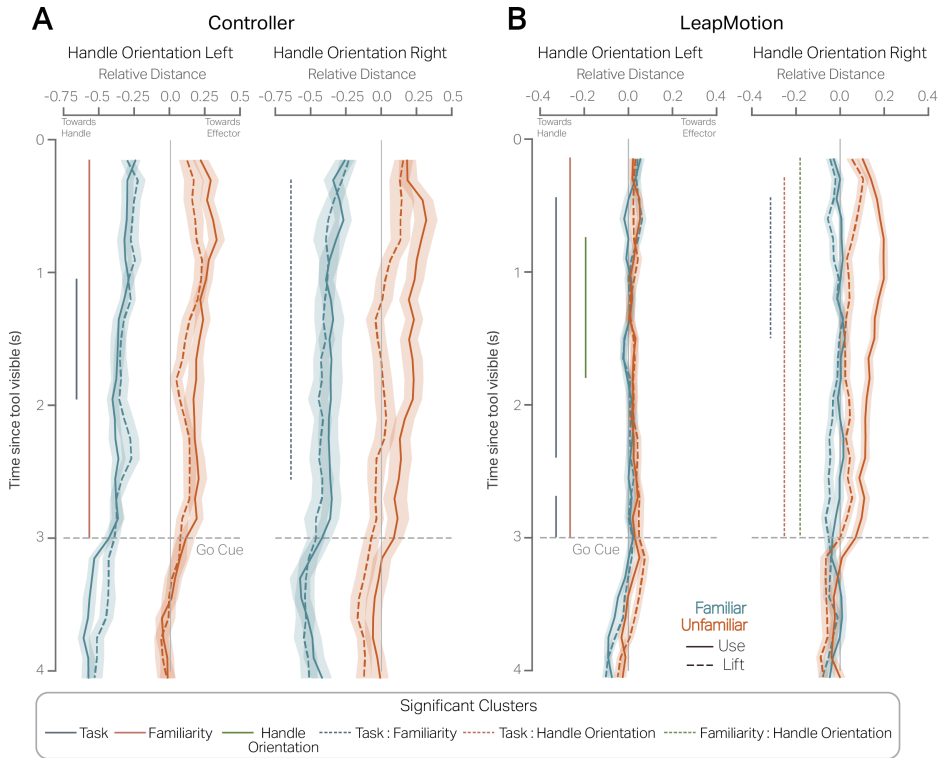 A
Controller
Handle Orientation Left
Relative Distance
-0.75 -0.5 -0.25 0.0 0.25 0.5
Towards Handle
Towards Effector
Handle Orientation Right
Relative Distance
-0.75 -0.5 -0.25 0.0 0.25 0.5
Time since tool visible (s)
0
1
2
3
4
Go Cue
B
LeapMotion
Handle Orientation Left
Relative Distance
-0.4 -0.2 0.0 0.2 0.4
Towards Handle
Towards Effector
Handle Orientation Right
Relative Distance
-0.4 -0.2 0.0 0.2 0.4
Time since tool visible (s)
0
1
2
3
4
Go Cue
Familiar
Unfamiliar
Use
Lift
Significant Clusters
Task
Familiarity
Handle
Orientation
Task : Familiarity
Task : Handle Orientation
Familiarity : Handle Orientation